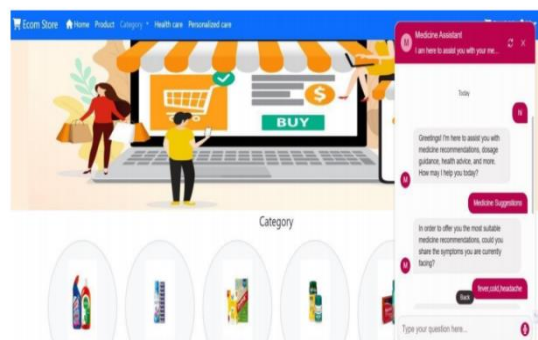 Ecom Store Home Product Category Health care Personalized care
BUY
Category
M Medicine Assistant
I am here to assist you with your me...
Today
hi
Greetings! I'm here to assist you with
medicine recommendations, dosage
guidance, health advice, and more.
How may I help you today?
M
Medicine Suggestions
In order to offer you the most suitable
medicine recommendations, could you
share the symptoms you are currently
facing?
M
fever,cold,headache
Back
Type your question here...